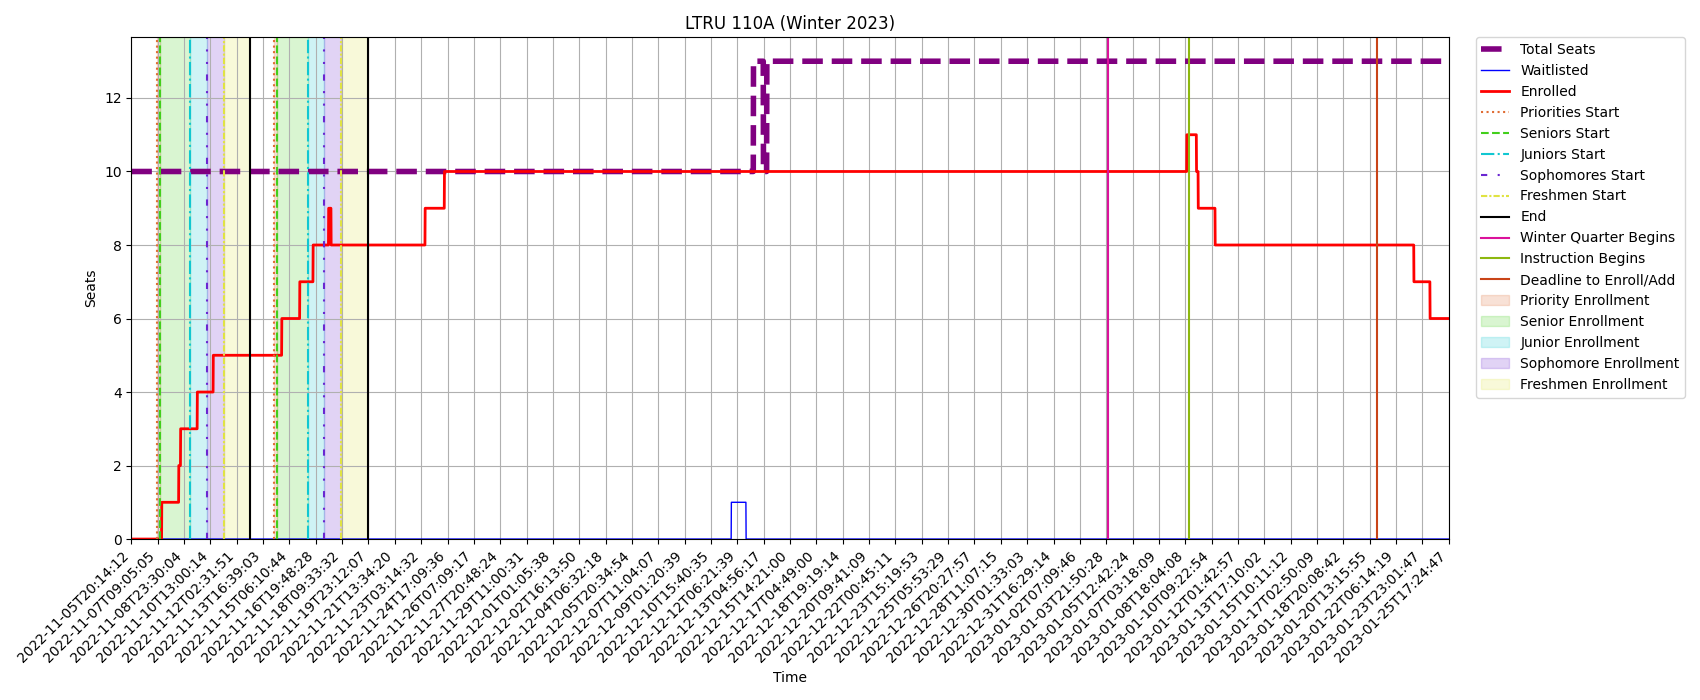 LTRU 110A (Winter 2023)
Seats
12
10
8
6
4
2
0
2022-11-05T20:14:12
2022-11-07T09:05:05
2022-11-08T23:30:04
2022-11-10T13:00:14
2022-11-12T02:31:51
2022-11-13T16:39:03
2022-11-15T06:10:44
2022-11-16T19:48:28
2022-11-18T09:33:32
2022-11-19T23:12:07
2022-11-21T13:34:20
2022-11-23T03:14:32
2022-11-24T17:09:36
2022-11-26T07:09:17
2022-11-27T20:48:24
2022-11-29T11:00:31
2022-12-01T01:05:38
2022-12-02T16:13:50
2022-12-04T06:32:18
2022-12-05T20:34:54
2022-12-07T11:04:07
2022-12-09T01:20:39
2022-12-10T15:40:35
2022-12-12T06:21:39
2022-12-13T04:56:17
2022-12-15T14:21:00
2022-12-17T04:49:00
2022-12-18T19:19:14
2022-12-20T09:41:09
2022-12-22T00:45:11
2022-12-23T15:19:53
2022-12-25T05:53:29
2022-12-26T20:27:57
2022-12-28T11:07:15
2022-12-30T01:33:03
2022-12-31T16:29:14
2023-01-02T07:09:46
2023-01-03T21:50:28
2023-01-05T12:42:24
2023-01-07T03:18:09
2023-01-08T18:04:08
2023-01-10T09:22:54
2023-01-12T01:42:57
2023-01-13T17:10:02
2023-01-15T10:11:12
2023-01-17T02:50:09
2023-01-18T20:08:42
2023-01-20T13:15:55
2023-01-22T06:14:19
2023-01-23T23:01:47
2023-01-25T17:24:47
Time
Total Seats
Waitlisted
Enrolled
Priorities Start
Seniors Start
Juniors Start
Sophomores Start
Freshmen Start
End
Winter Quarter Begins
Instruction Begins
Deadline to Enroll/Add
Priority Enrollment
Senior Enrollment
Junior Enrollment
Sophomore Enrollment
Freshmen Enrollment